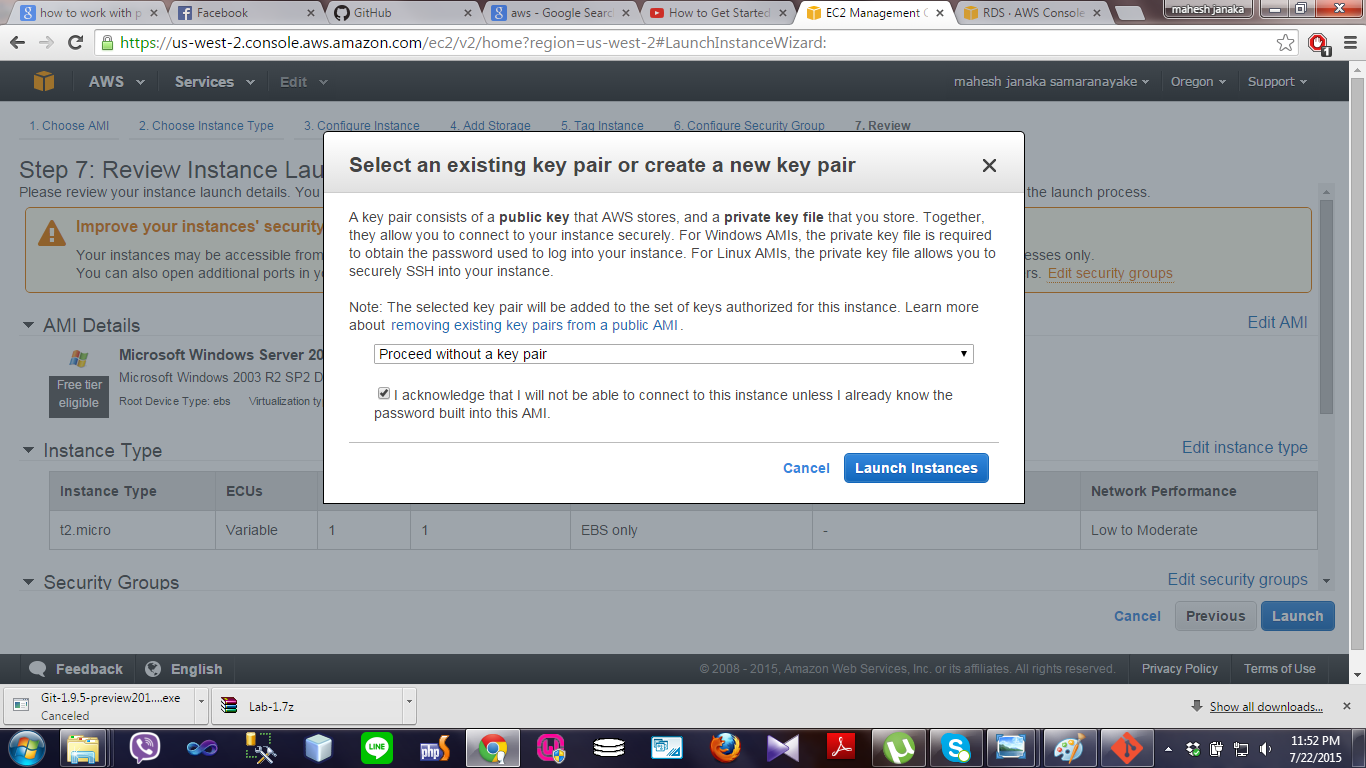 how to work with p
Facebook
GitHub
aws - Google Searc
How to Get Started
EC2 Management C
RDS · AWS Console
mahesh janaka
https://us-west-2.console.aws.amazon.com/ec2/v2/home?region=us-west-2#LaunchInstanceWizard:
1
AWS
Services
Edit
mahesh janaka samaranayake
Oregon
Support
1. Choose AMI
2. Choose Instance Type
3. Configure Instance
4. Add Storage
5. Tag Instance
6. Configure Security Group
7. Review
Step 7: Review Instance Lau
Please review your instance launch details. You
the launch process.
Improve your instances' security
Your instances may be accessible from
esses only.
You can also open additional ports in yo
rs. Edit security groups
Select an existing key pair or create a new key pair
A key pair consists of a public key that AWS stores, and a private key file that you store. Together,
they allow you to connect to your instance securely. For Windows AMIs, the private key file is required
to obtain the password used to log into your instance. For Linux AMIs, the private key file allows you to
securely SSH into your instance.
Note: The selected key pair will be added to the set of keys authorized for this instance. Learn more
about removing existing key pairs from a public AMI.
Proceed without a key pair
I acknowledge that I will not be able to connect to this instance unless I already know the
password built into this AMI.
Cancel
Launch Instances
AMI Details
Edit AMI
Microsoft Windows Server 20
Free tier
eligible
Microsoft Windows 2003 R2 SP2 D
Root Device Type: ebs
Virtualization typ
Instance Type
Edit instance type
Instance Type
ECUs
Network Performance
t2.micro
Variable
1
1
EBS only
-
Low to Moderate
Security Groups
Edit security groups
Cancel
Previous
Launch
Feedback
English
© 2008 - 2015, Amazon Web Services, Inc. or its affiliates. All rights reserved.
Privacy Policy
Terms of Use
Git-1.9.5-preview201....exe
Canceled
Lab-1.7z
Show all downloads...
LINE
php
11:52 PM
7/22/2015